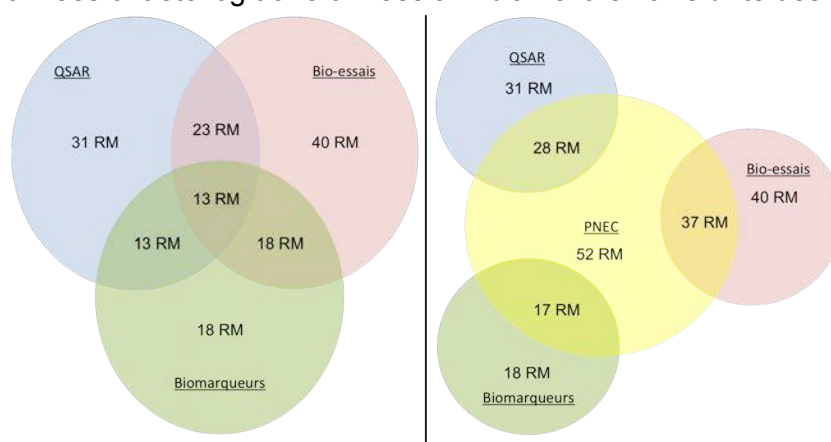 QSAR
Bio-essais
31 RM
23 RM
40 RM
13 RM
13 RM
18 RM
18 RM
Biomarqueurs
QSAR
31 RM
28 RM
Bio-essais
40 RM
37 RM
PNEC
52 RM
17 RM
18 RM
Biomarqueurs